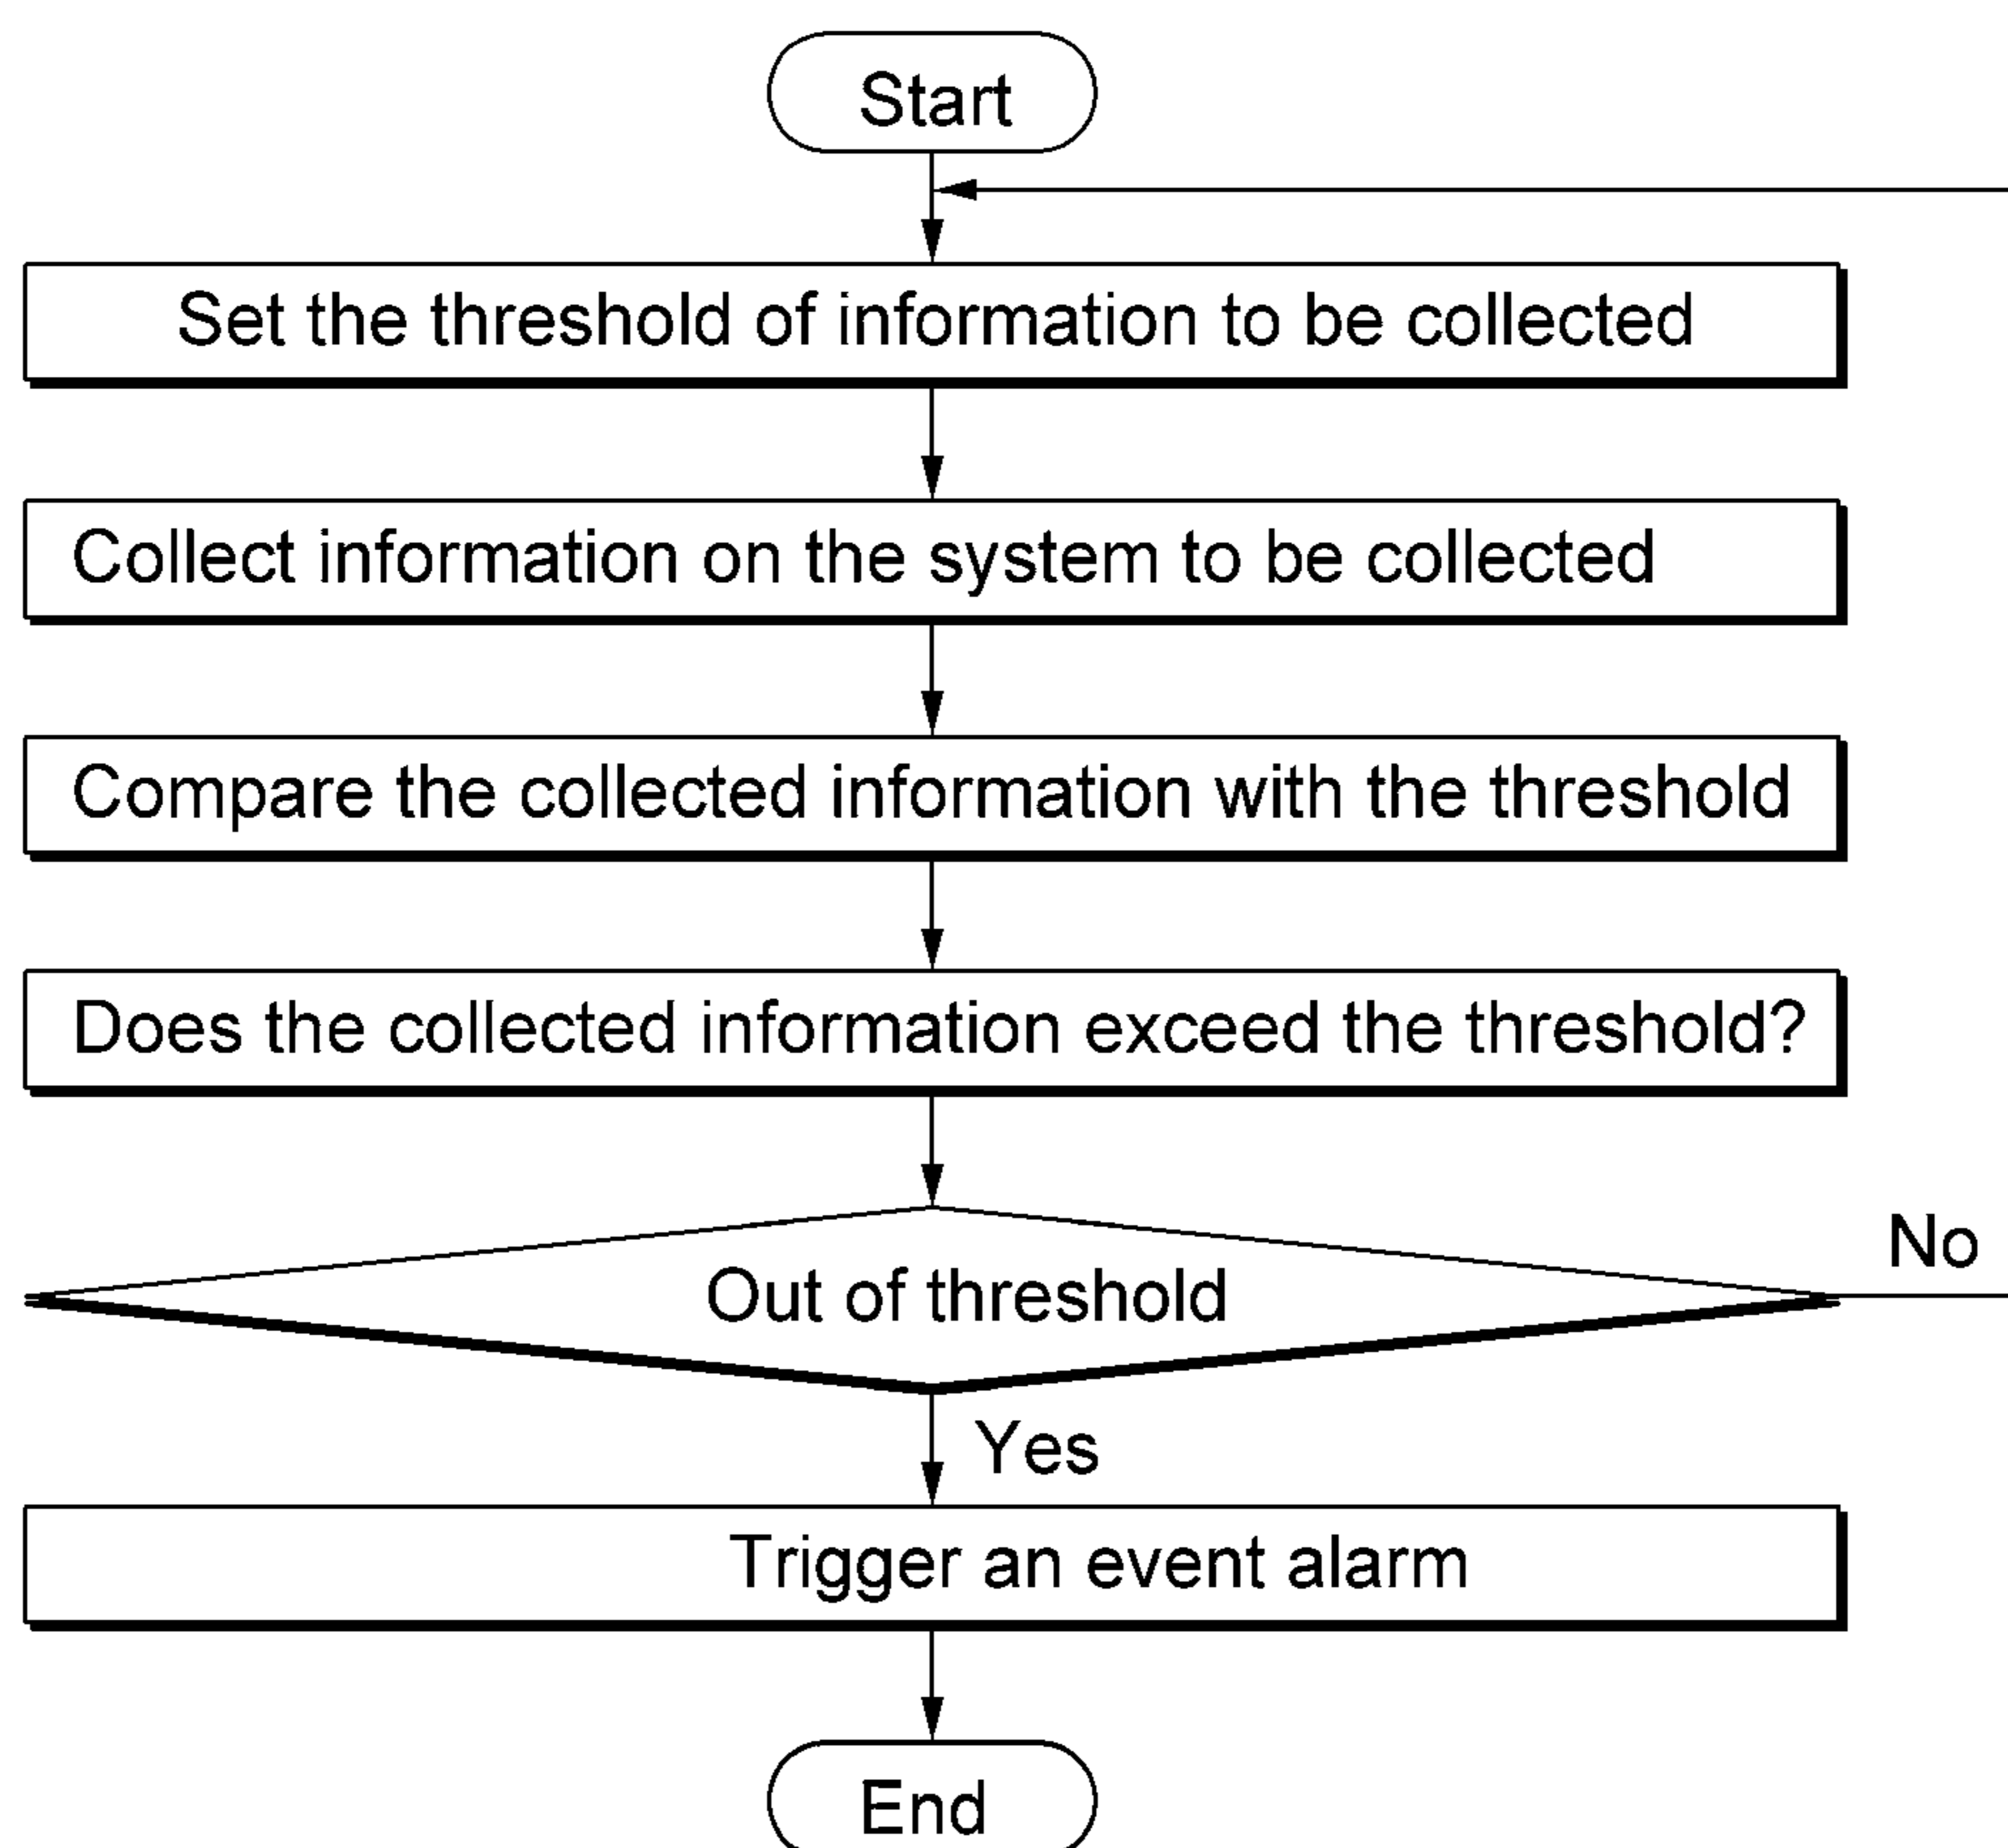 Start
Set the threshold of information to be collected
Collect information on the system to be collected
Compare the collected information with the threshold
Does the collected information exceed the threshold?
No
Out of threshold
Yes
Trigger an event alarm
End